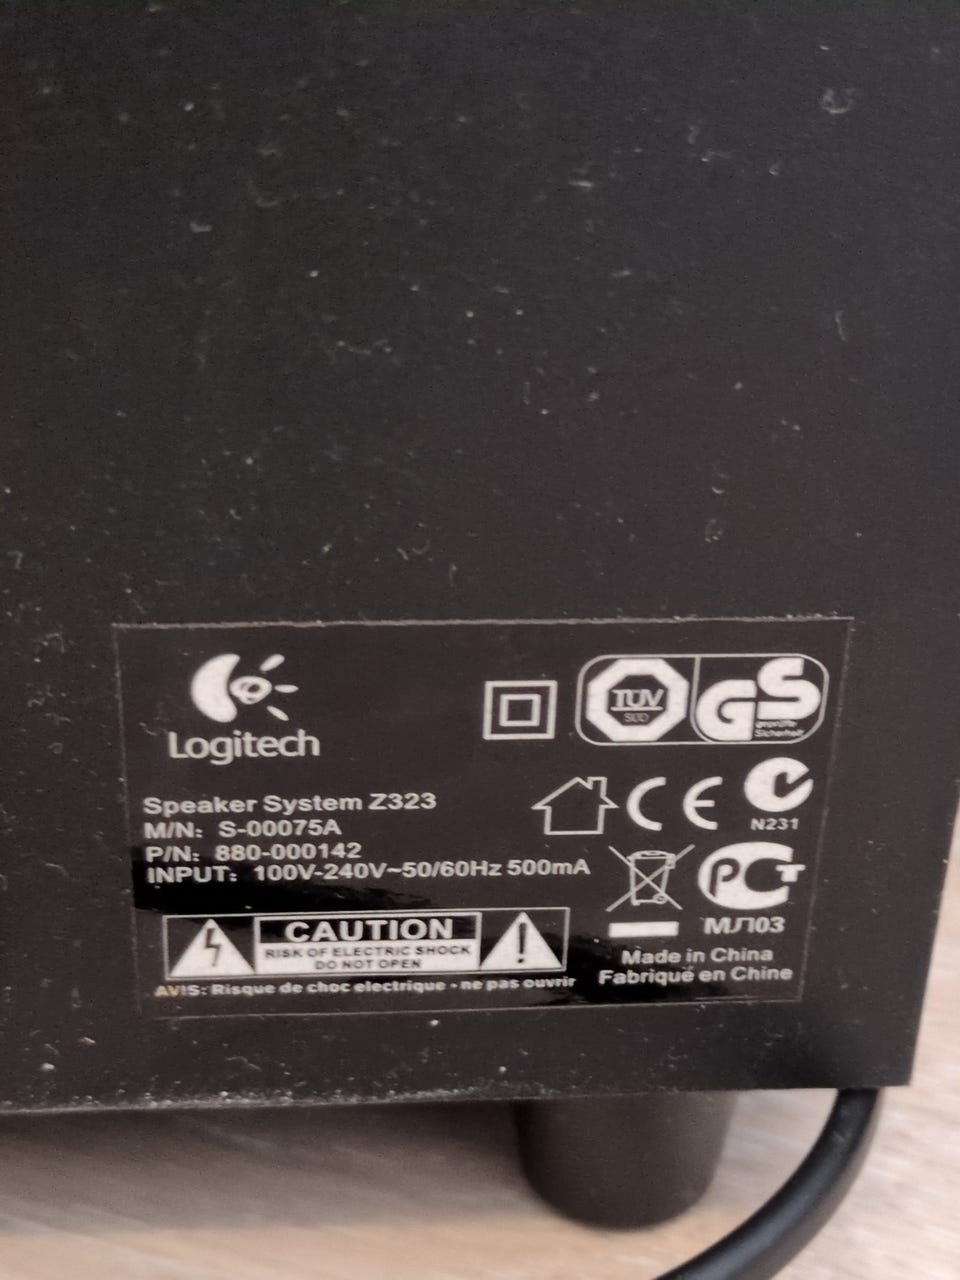 Logitech
TÜV
SÜD
GS
geprüfte
Sicherheit
Speaker System Z323
M/N: S-00075A
P/N: 880-000142
INPUT: 100V-240V~50/60Hz 500mA
CE
N231
РСТ
МЛ03
CAUTION
RISK OF ELECTRIC SHOCK
DO NOT OPEN
AVIS: Risque de choc electrique - ne pas ouvrir
Made in China
Fabriqué en Chine